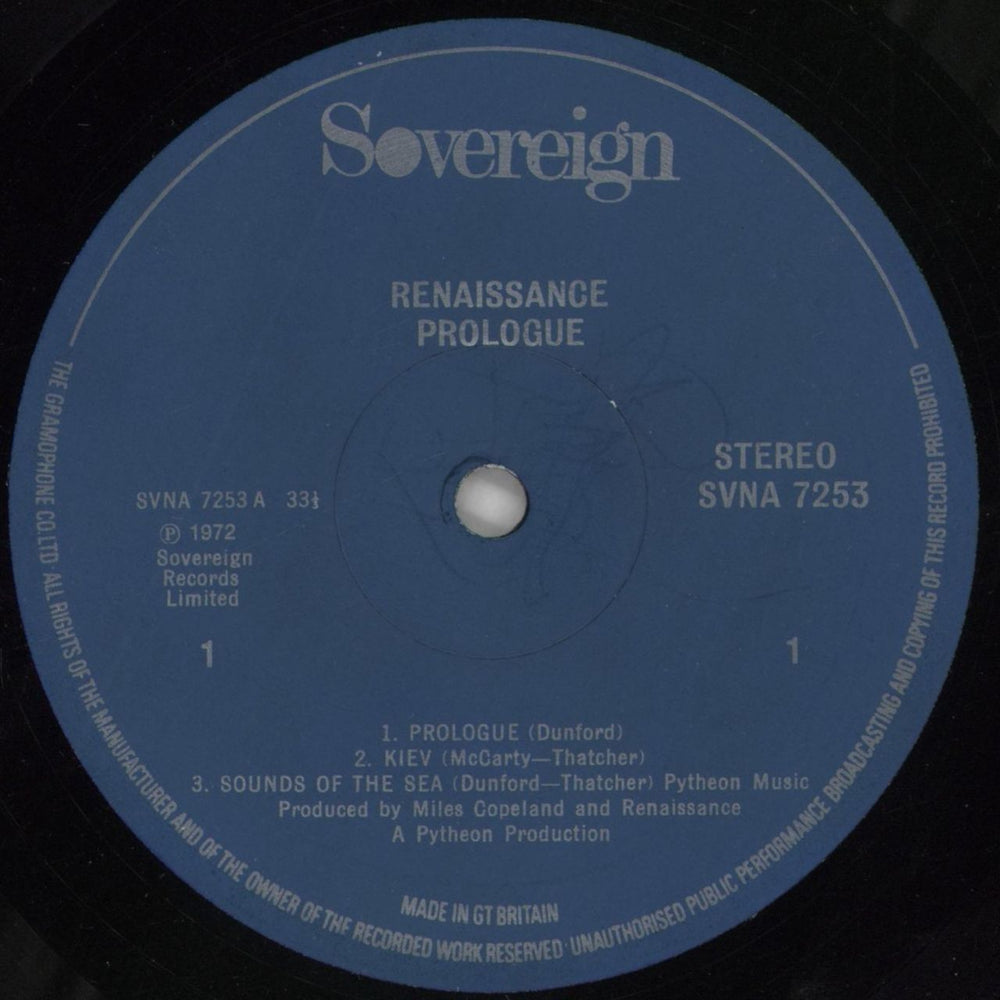 Sovereign
RENAISSANCE
PROLOGUE
STEREO
SVNA 7253
SVNA 7253 A 33⅓
Ⓟ 1972
Sovereign
Records
Limited
1
1
1. PROLOGUE (Dunford)
2. KIEV (McCarty—Thatcher)
3. SOUNDS OF THE SEA (Dunford—Thatcher) Pytheon Music
Produced by Miles Copeland and Renaissance
A Pytheon Production
MADE IN GT BRITAIN
THE GRAMOPHONE CO. LTD · ALL RIGHTS OF THE MANUFACTURER AND OF THE OWNER OF THE RECORDED WORK RESERVED · UNAUTHORISED PUBLIC PERFORMANCE BROADCASTING AND COPYING OF THIS RECORD PROHIBITED